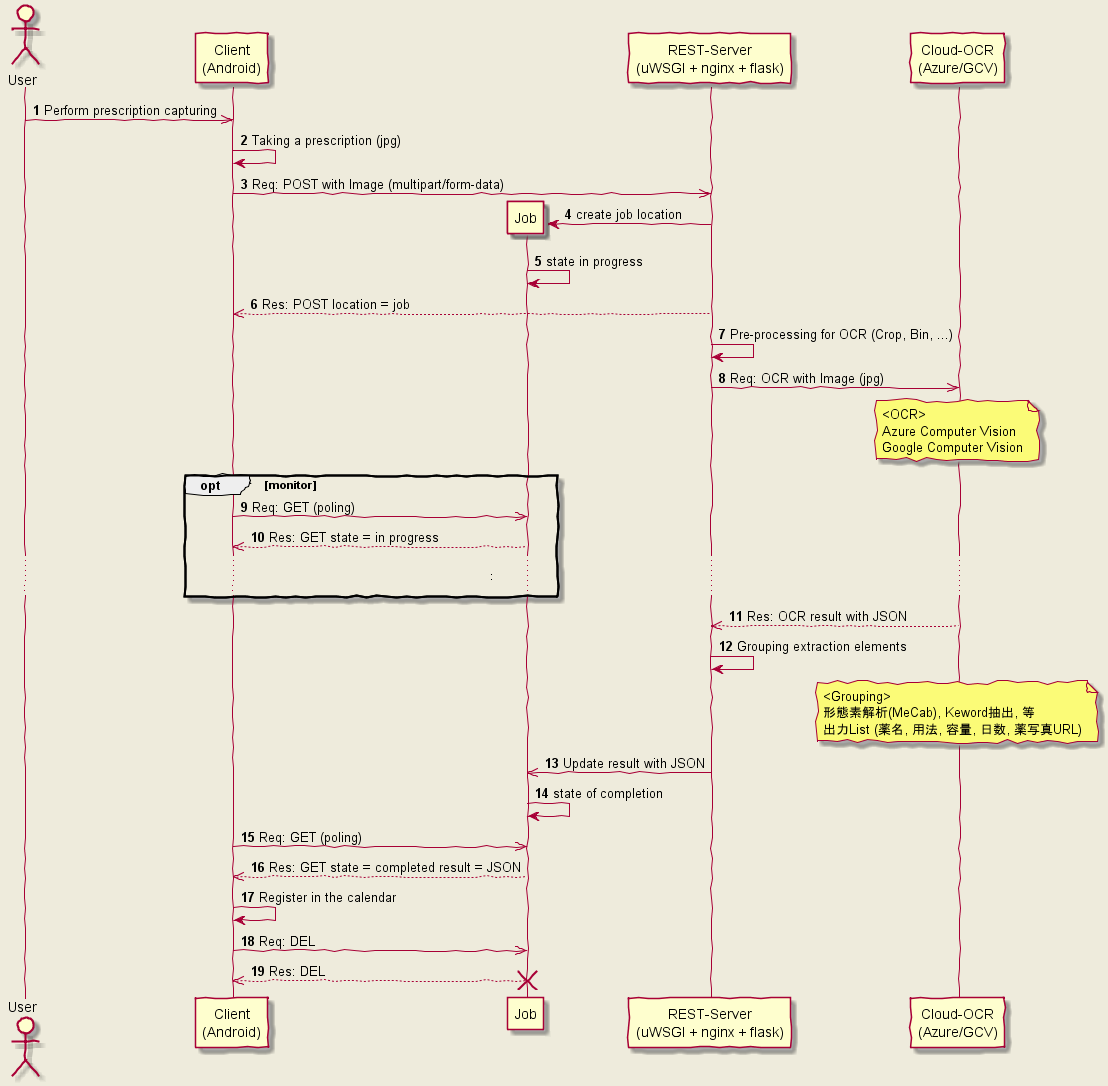 User
Client
(Android)
REST-Server
(uWSGI + nginx + flask)
Cloud-OCR
(Azure/GCV)
1 Perform prescription capturing
2 Taking a prescription (jpg)
3 Req: POST with Image (multipart/form-data)
Job
4 create job location
5 state in progress
6 Res: POST location = job
7 Pre-processing for OCR (Crop, Bin, ...)
8 Req: OCR with Image (jpg)
<OCR>
Azure Computer Vision
Google Computer Vision
opt [monitor]
9 Req: GET (poling)
10 Res: GET state = in progress
:
11 Res: OCR result with JSON
12 Grouping extraction elements
<Grouping>
形態素解析(MeCab), Keword抽出, 等
出力List (薬名, 用法, 容量, 日数, 薬写真URL)
13 Update result with JSON
14 state of completion
15 Req: GET (poling)
16 Res: GET state = completed result = JSON
17 Register in the calendar
18 Req: DEL
19 Res: DEL
User
Client
(Android)
Job
REST-Server
(uWSGI + nginx + flask)
Cloud-OCR
(Azure/GCV)